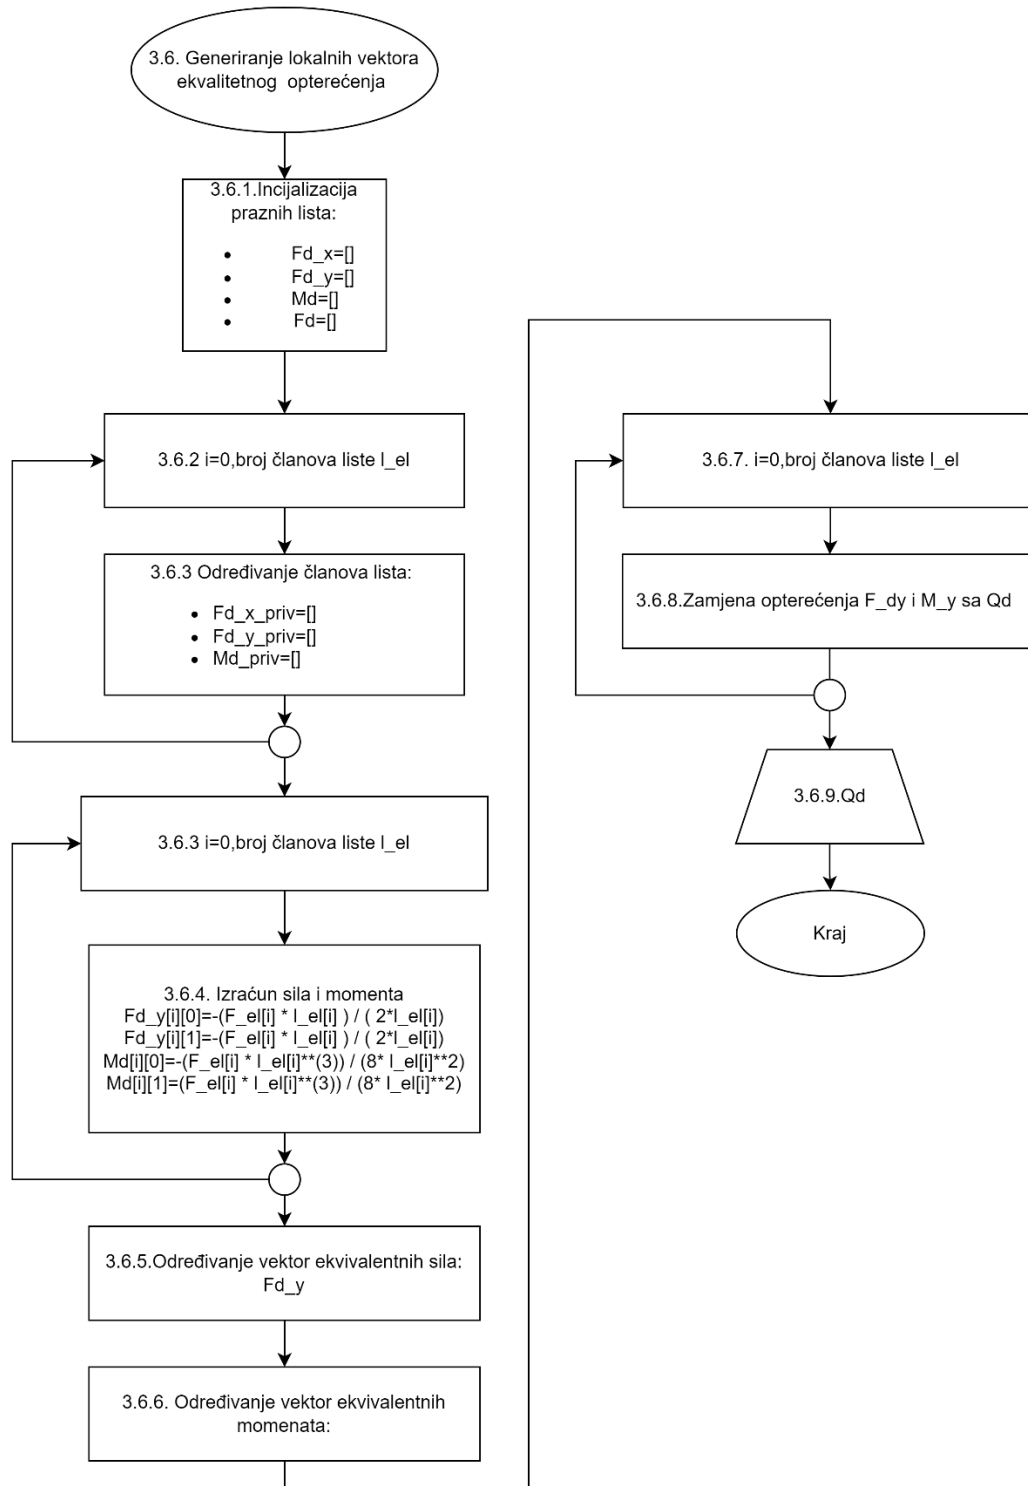 3.6. Generiranje lokalnih vektora
ekvalitetnog opterećenja
3.6.1.Incijalizacija
praznih lista:
• Fd_x=[]
• Fd_y=[]
• Md=[]
• Fd=[]
3.6.2 i=0,broj članova liste l_el
3.6.3 Određivanje članova lista:
• Fd_x_priv=[]
• Fd_y_priv=[]
• Md_priv=[]
3.6.3 i=0,broj članova liste l_el
3.6.4. Izraćun sila i momenta
Fd_y[i][0]=-(F_el[i] * l_el[i] ) / ( 2*l_el[i])
Fd_y[i][1]=-(F_el[i] * l_el[i] ) / ( 2*l_el[i])
Md[i][0]=-(F_el[i] * l_el[i]**(3)) / (8* l_el[i]**2)
Md[i][1]=(F_el[i] * l_el[i]**(3)) / (8* l_el[i]**2)
3.6.5.Određivanje vektor ekvivalentnih sila:
Fd_y
3.6.6. Određivanje vektor ekvivalentnih
momenata:
3.6.7. i=0,broj članova liste l_el
3.6.8.Zamjena opterećenja F_dy i M_y sa Qd
3.6.9.Qd
Kraj